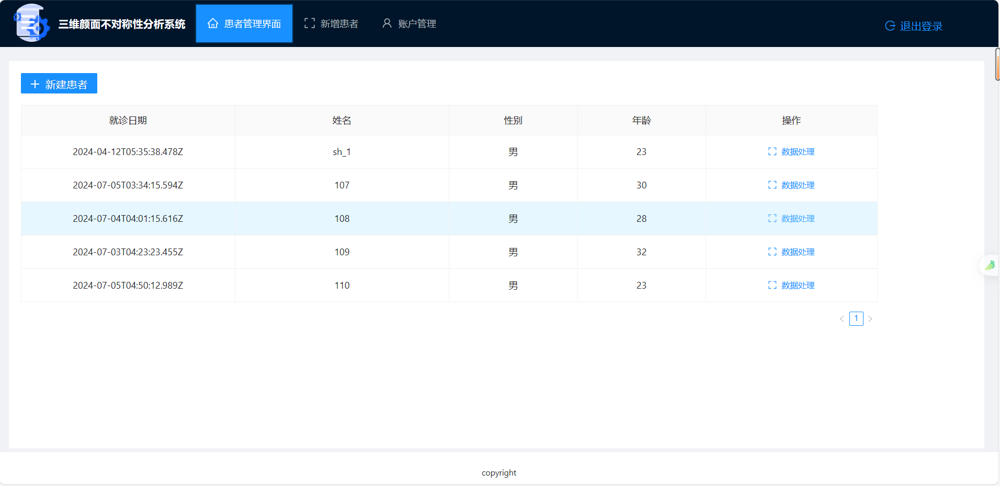 三维颜面不对称性分析系统 患者管理界面 新增患者 账户管理 退出登录
新建患者
就诊日期 姓名 性别 年龄 操作
2024-04-12T05:35:38.478Z sh_1 男 23 数据处理
2024-07-05T03:34:15.594Z 107 男 30 数据处理
2024-07-04T04:01:15.616Z 108 男 28 数据处理
2024-07-03T04:23:23.455Z 109 男 32 数据处理
2024-07-05T04:50:12.989Z 110 男 23 数据处理
< 1 >
copyright